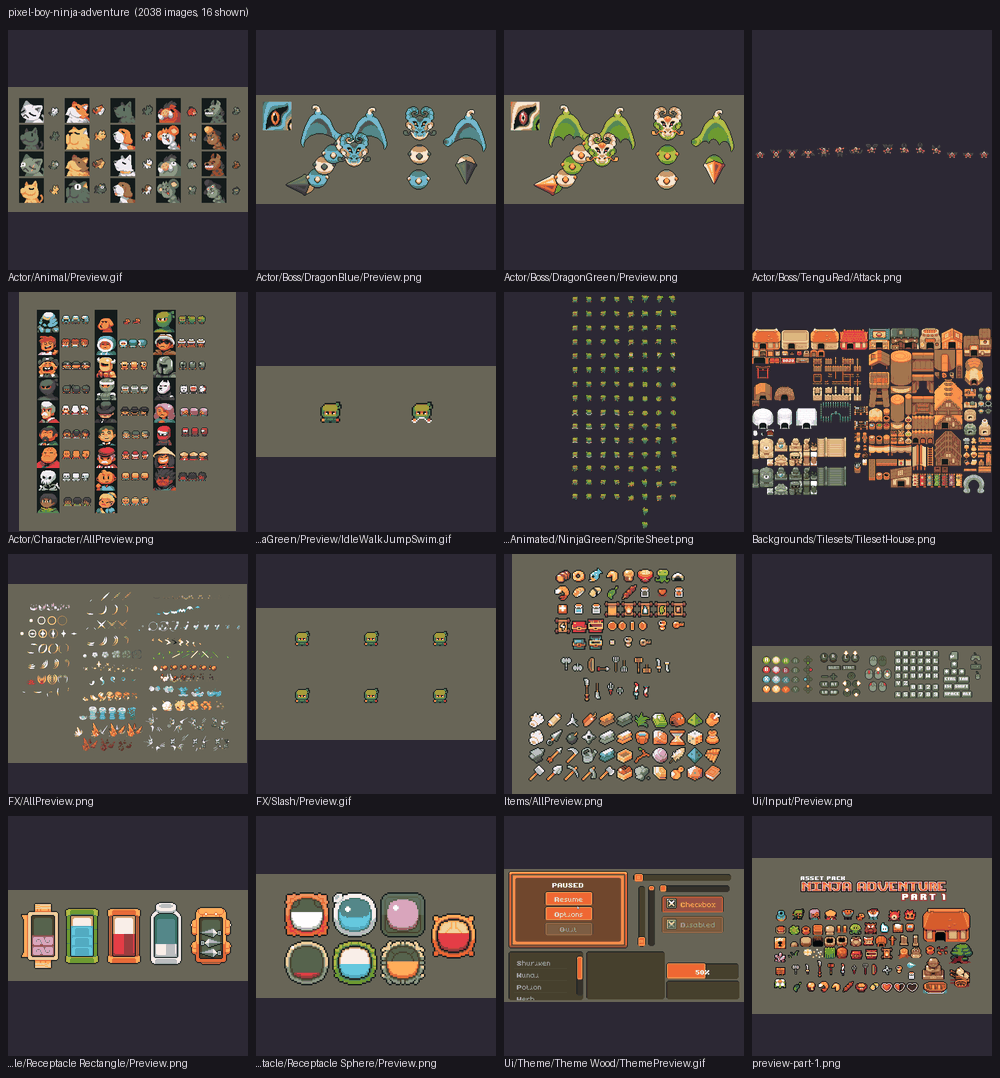 pixel-boy-ninja-adventure (2038 images, 16 shown)
Actor/Animal/Preview.gif
Actor/Boss/DragonBlue/Preview.png
Actor/Boss/DragonGreen/Preview.png
Actor/Boss/TenguRed/Attack.png
Actor/Character/AllPreview.png
...aGreen/Preview/IdleWalkJumpSwim.gif
...Animated/NinjaGreen/SpriteSheet.png
Backgrounds/Tilesets/TilesetHouse.png
FX/AllPreview.png
FX/Slash/Preview.gif
Items/AllPreview.png
Ui/Input/Preview.png
PAUSED
Resume
Options
Quit
Checkbox
Disabled
Shuriken
Kunai
Potion
50%
ASSET PACK
NINJA ADVENTURE
PART 1
...le/Receptacle Rectangle/Preview.png
...tacle/Receptacle Sphere/Preview.png
Ui/Theme/Theme Wood/ThemePreview.gif
preview-part-1.png